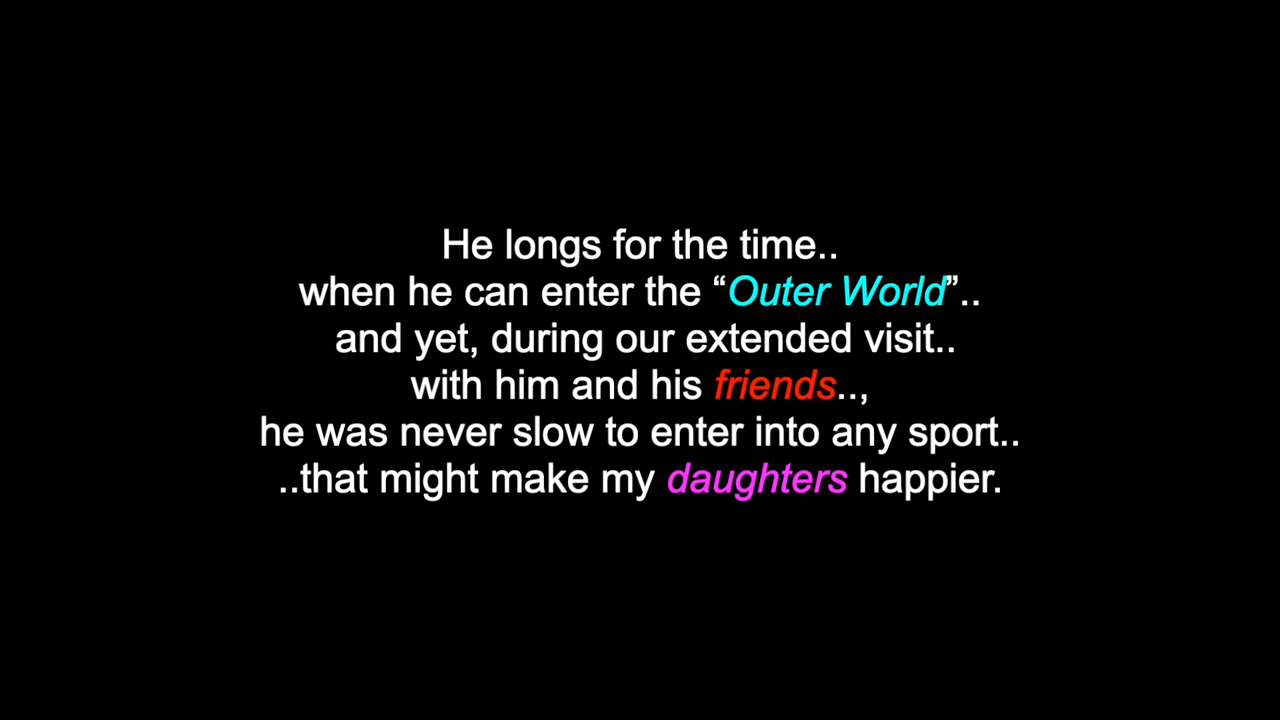 He longs for the time..
when he can enter the “Outer World”..
and yet, during our extended visit..
with him and his friends..,
he was never slow to enter into any sport..
..that might make my daughters happier.